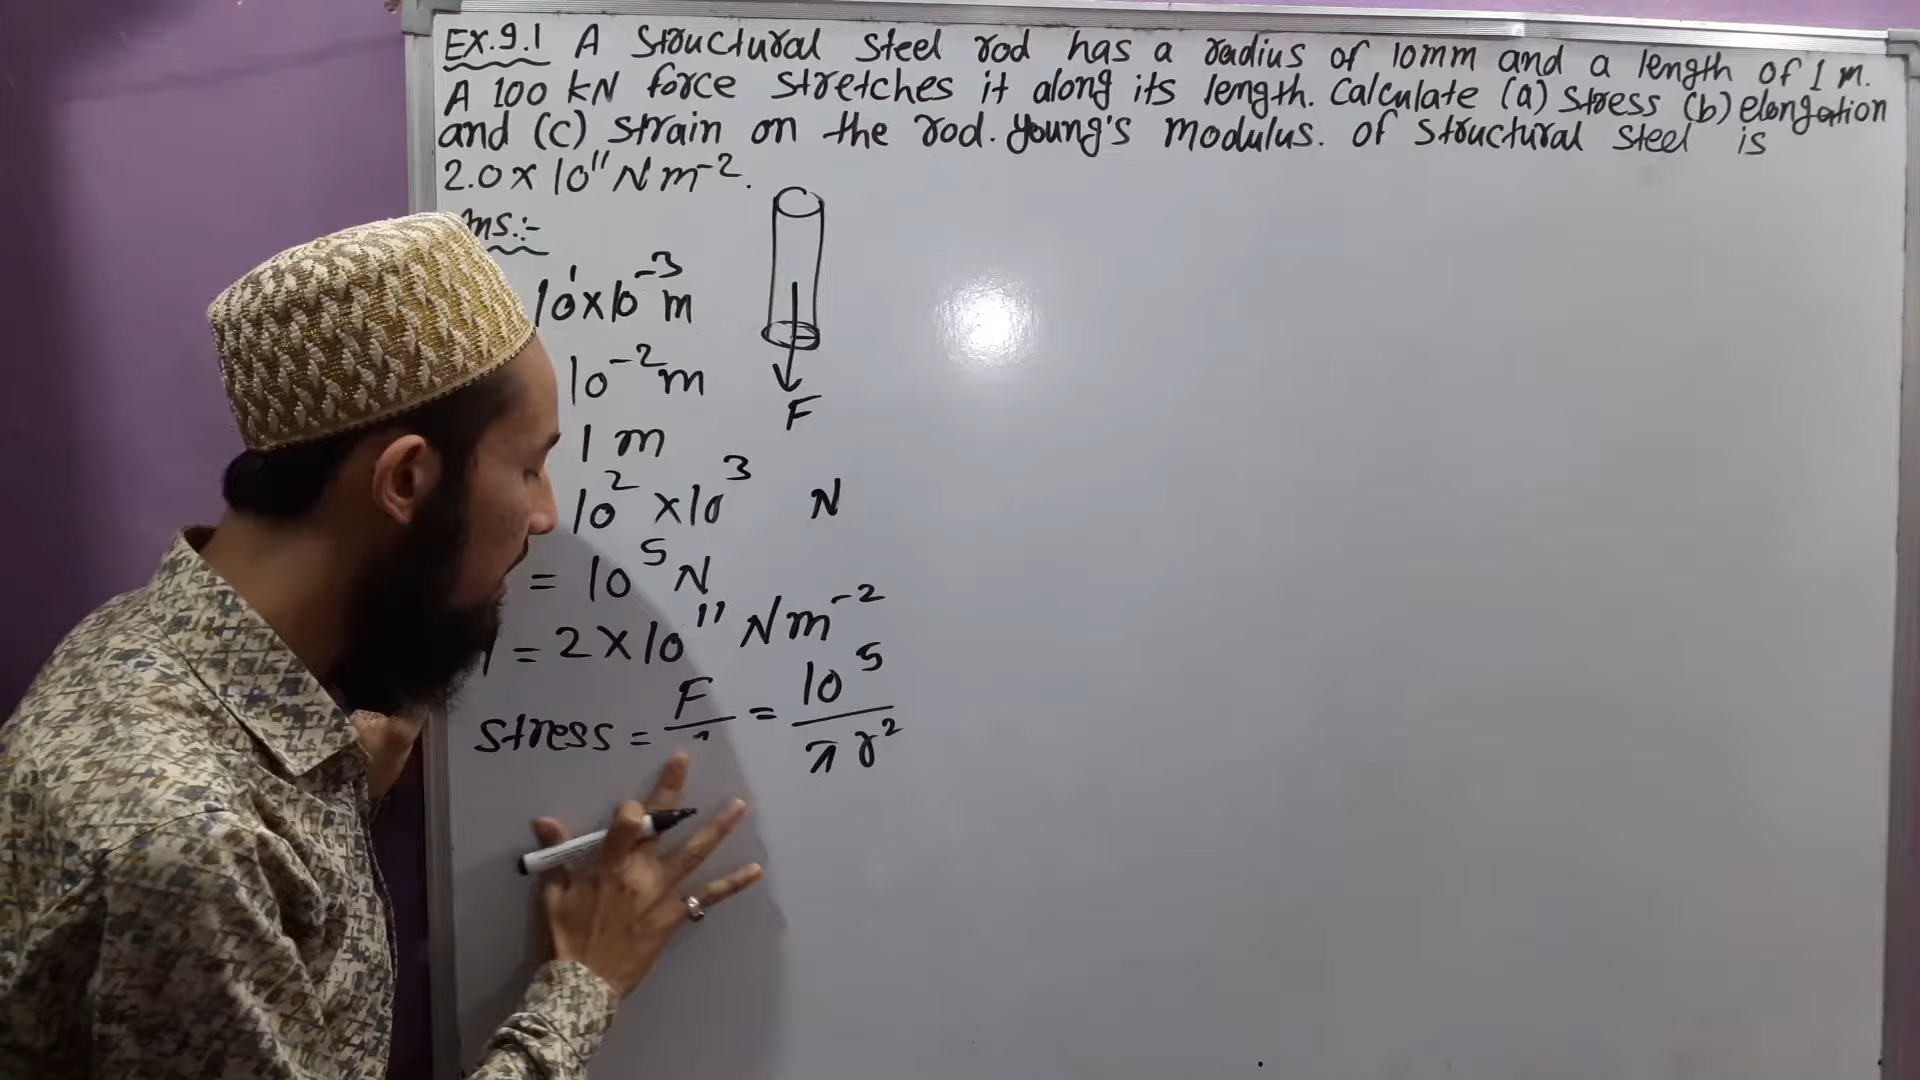 Ex.9.1 A Structural Steel rod has a radius of 10mm and a length of 1 m.
A 100 kN force stretches it along its length. Calculate (a) Stress (b) elongation
and (c) strain on the rod. Young's Modulus. of Structural Steel is
2.0 x 10¹¹ N m⁻².
Ans.:-
10¹ x 10⁻³ m
10⁻² m
1 m
10² x 10³ N
= 10⁵ N
= 2 x 10¹¹ N m⁻²
Stress = F/ = 10⁵/πr²
F